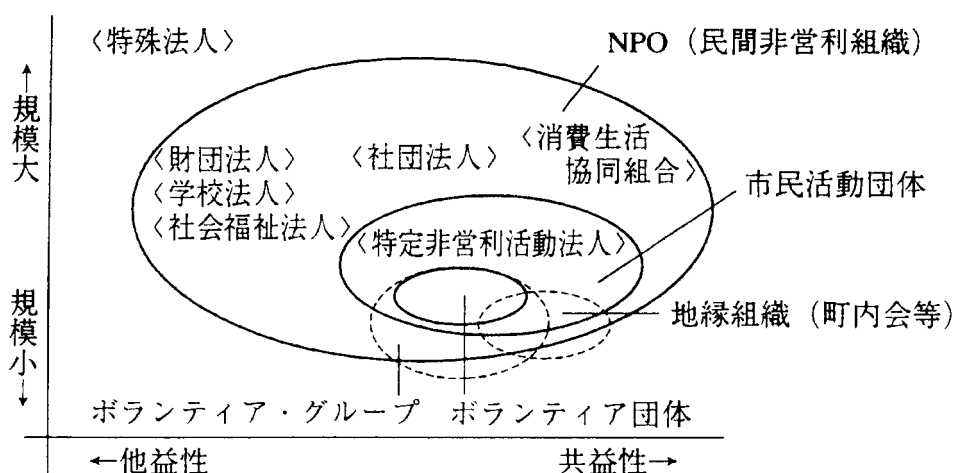 〈特殊法人〉
NPO（民間非営利組織）
←規模大
〈消費生活
協同組合〉
〈財団法人〉
〈社団法人〉
〈学校法人〉
〈社会福祉法人〉
市民活動団体
〈特定非営利活動法人〉
規模小→
地縁組織（町内会等）
ボランティア・グループ
ボランティア団体
←他益性
共益性→